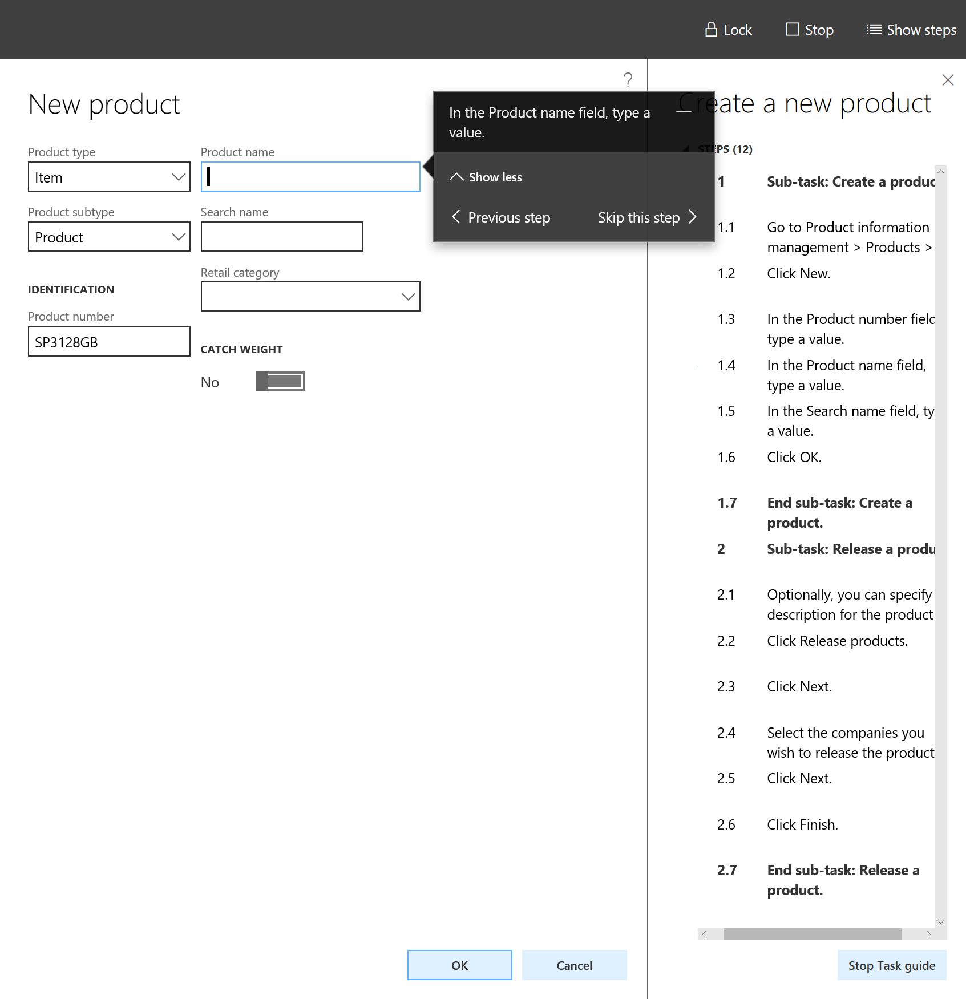 Lock
Stop
Show steps
?
New product
Product type
Item
Product name
Product subtype
Product
Search name
Retail category
IDENTIFICATION
Product number
SP3128GB
CATCH WEIGHT
No
In the Product name field, type a
value.
Show less
Previous step
Skip this step
OK
Cancel
Create a new product
STEPS (12)
1 Sub-task: Create a produc
1.1 Go to Product information
management > Products >
1.2 Click New.
1.3 In the Product number field
type a value.
1.4 In the Product name field,
type a value.
1.5 In the Search name field, ty
a value.
1.6 Click OK.
1.7 End sub-task: Create a
product.
2 Sub-task: Release a produ
2.1 Optionally, you can specify
description for the product
2.2 Click Release products.
2.3 Click Next.
2.4 Select the companies you
wish to release the product
2.5 Click Next.
2.6 Click Finish.
2.7 End sub-task: Release a
product.
Stop Task guide